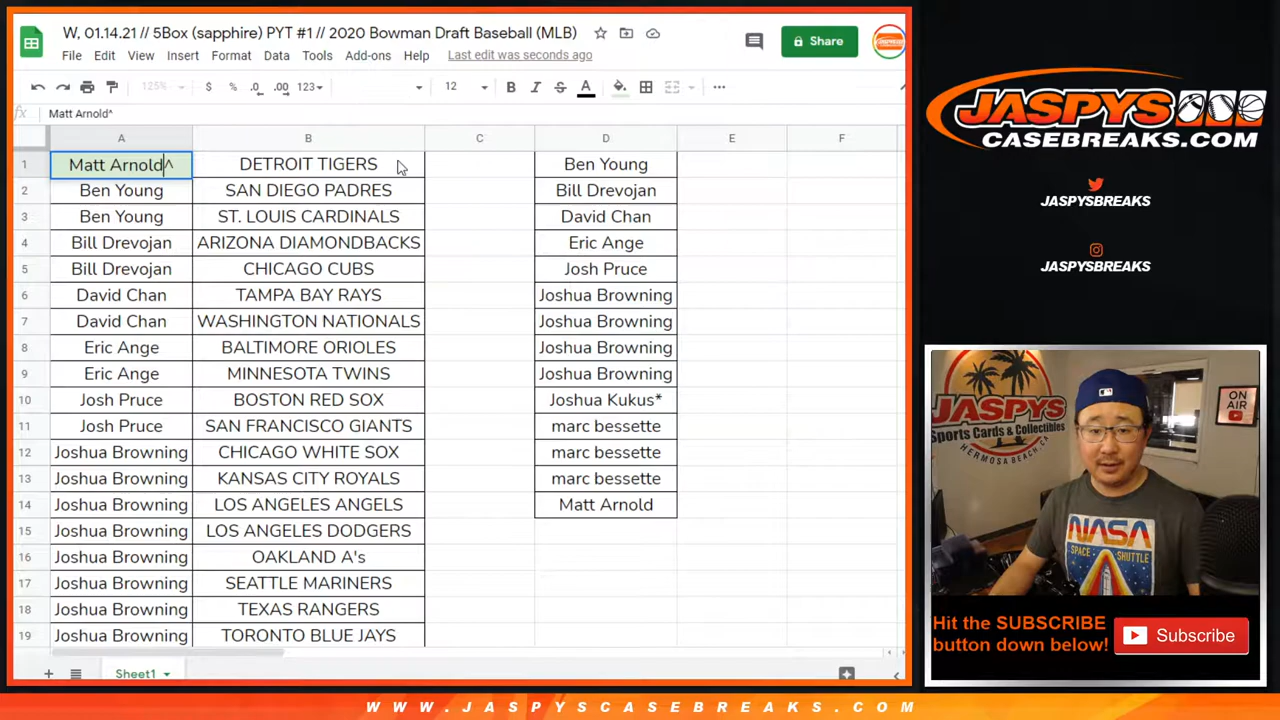 W, 01.14.21 // 5Box (sapphire) PYT #1 // 2020 Bowman Draft Baseball (MLB)
File Edit View Insert Format Data Tools Add-ons Help Last edit was seconds ago
Share
125% $ % .0 .00 123 12 B I S A
fx Matt Arnold^
A B C D E F
1 Matt Arnold^ DETROIT TIGERS Ben Young
2 Ben Young SAN DIEGO PADRES Bill Drevojan
3 Ben Young ST. LOUIS CARDINALS David Chan
4 Bill Drevojan ARIZONA DIAMONDBACKS Eric Ange
5 Bill Drevojan CHICAGO CUBS Josh Pruce
6 David Chan TAMPA BAY RAYS Joshua Browning
7 David Chan WASHINGTON NATIONALS Joshua Browning
8 Eric Ange BALTIMORE ORIOLES Joshua Browning
9 Eric Ange MINNESOTA TWINS Joshua Browning
10 Josh Pruce BOSTON RED SOX Joshua Kukus*
11 Josh Pruce SAN FRANCISCO GIANTS marc bessette
12 Joshua Browning CHICAGO WHITE SOX marc bessette
13 Joshua Browning KANSAS CITY ROYALS marc bessette
14 Joshua Browning LOS ANGELES ANGELS Matt Arnold
15 Joshua Browning LOS ANGELES DODGERS
16 Joshua Browning OAKLAND A's
17 Joshua Browning SEATTLE MARINERS
18 Joshua Browning TEXAS RANGERS
19 Joshua Browning TORONTO BLUE JAYS
Sheet1
JASPYS
CASEBREAKS.COM
JASPYSBREAKS
JASPYSBREAKS
JASPYS
Sports Cards & Collectibles
HERMOSA BEACH, CA
ON AIR
NASA
SPACE SHUTTLE
Hit the SUBSCRIBE
button down below!
Subscribe
WWW.JASPYSCASEBREAKS.COM